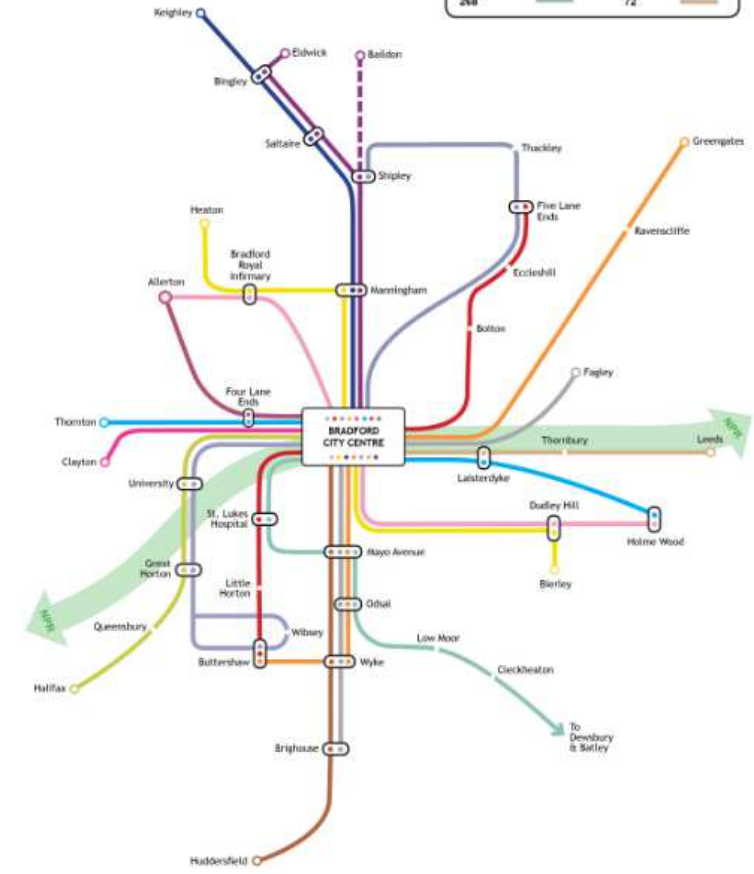 268
72
Keighley
Eldwick
Baildon
Bingley
Saltaire
Thackley
Greengates
Shipley
Heaton
Five Lane
Ends
Ravenscliffe
Bradford
Royal
Infirmary
Eccleshill
Allerton
Manningham
Bolton
Fagley
Four Lane
Ends
Thornton
BRADFORD
CITY CENTRE
NPR
Thornbury
Leeds
Clayton
Laisterdyke
University
St. Lukes
Hospital
Dudley Hill
Holme Wood
Mayo Avenue
Great
Horton
Bierley
Little
Horton
Odsal
NPR
Queensbury
Wibsey
Low Moor
Buttershaw
Wyke
Cleckheaton
Halifax
To
Dewsbury
& Batley
Brighouse
Huddersfield